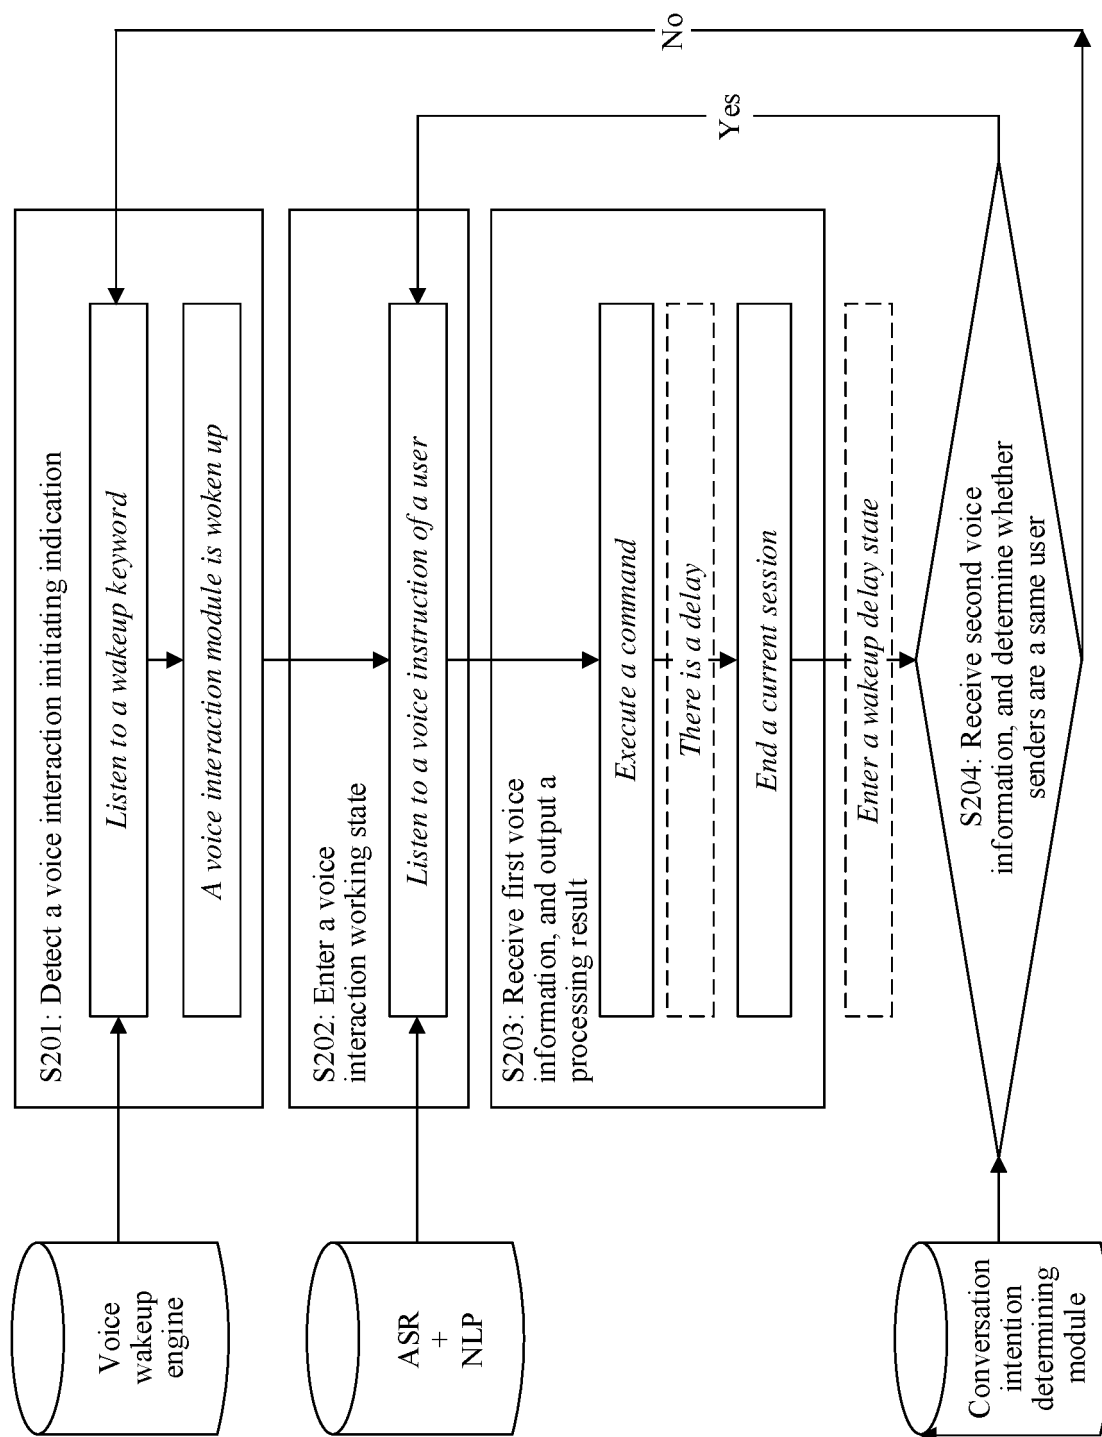 Voice
wakeup
engine
S201: Detect a voice interaction initiating indication
Listen to a wakeup keyword
A voice interaction module is woken up
ASR
+
NLP
S202: Enter a voice
interaction working state
Listen to a voice instruction of a user
S203: Receive first voice
information, and output a
processing result
Execute a command
There is a delay
End a current session
Enter a wakeup delay state
Conversation
intention
determining
module
S204: Receive second voice
information, and determine whether
senders are a same user
Yes
No